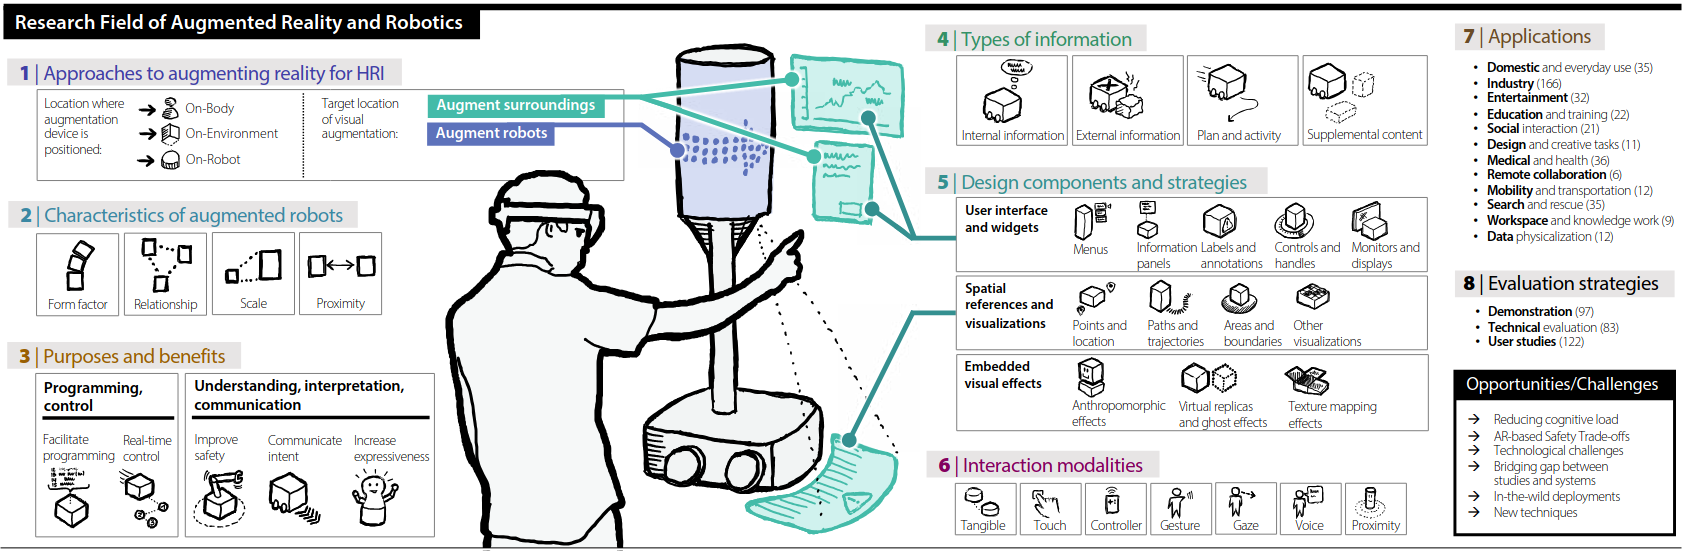 Research Field of Augmented Reality and Robotics
1 | Approaches to augmenting reality for HRI
Location where
augmentation
device is
positioned:
On-Body
On-Environment
On-Robot
Target location
of visual
augmentation:
Augment surroundings
Augment robots
2 | Characteristics of augmented robots
Form factor
Relationship
Scale
Proximity
3 | Purposes and benefits
Programming,
control
Facilitate
programming
Real-time
control
Understanding, interpretation,
communication
Improve
safety
Communicate
intent
Increase
expressiveness
4 | Types of information
Internal information
External information
Plan and activity
Supplemental content
5 | Design components and strategies
User interface
and widgets
Menus
Information
panels
Labels and
annotations
Controls and
handles
Monitors and
displays
Spatial
references and
visualizations
Points and
location
Paths and
trajectories
Areas and
boundaries
Other
visualizations
Embedded
visual effects
Anthropomorphic
effects
Virtual replicas
and ghost effects
Texture mapping
effects
6 | Interaction modalities
Tangible
Touch
Controller
Gesture
Gaze
Voice
Proximity
7 | Applications
• Domestic and everyday use (35)
• Industry (166)
• Entertainment (32)
• Education and training (22)
• Social interaction (21)
• Design and creative tasks (11)
• Medical and health (36)
• Remote collaboration (6)
• Mobility and transportation (12)
• Search and rescue (35)
• Workspace and knowledge work (9)
• Data physicalization (12)
8 | Evaluation strategies
• Demonstration (97)
• Technical evaluation (83)
• User studies (122)
Opportunities/Challenges
→ Reducing cognitive load
→ AR-based Safety Trade-offs
→ Technological challenges
→ Bridging gap between
studies and systems
→ In-the-wild deployments
→ New techniques